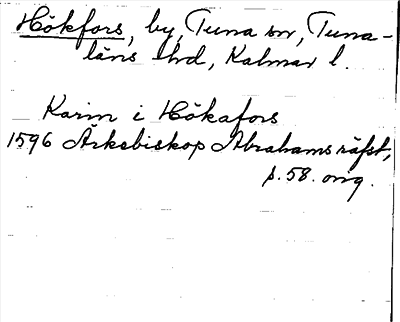 Hökfors, by, Tuna sn, Tuna-
läns hd, Kalmar l.
Karin i Hökafors
1596 Ärkebiskop Abrahams räfst,
s. 58. orig.